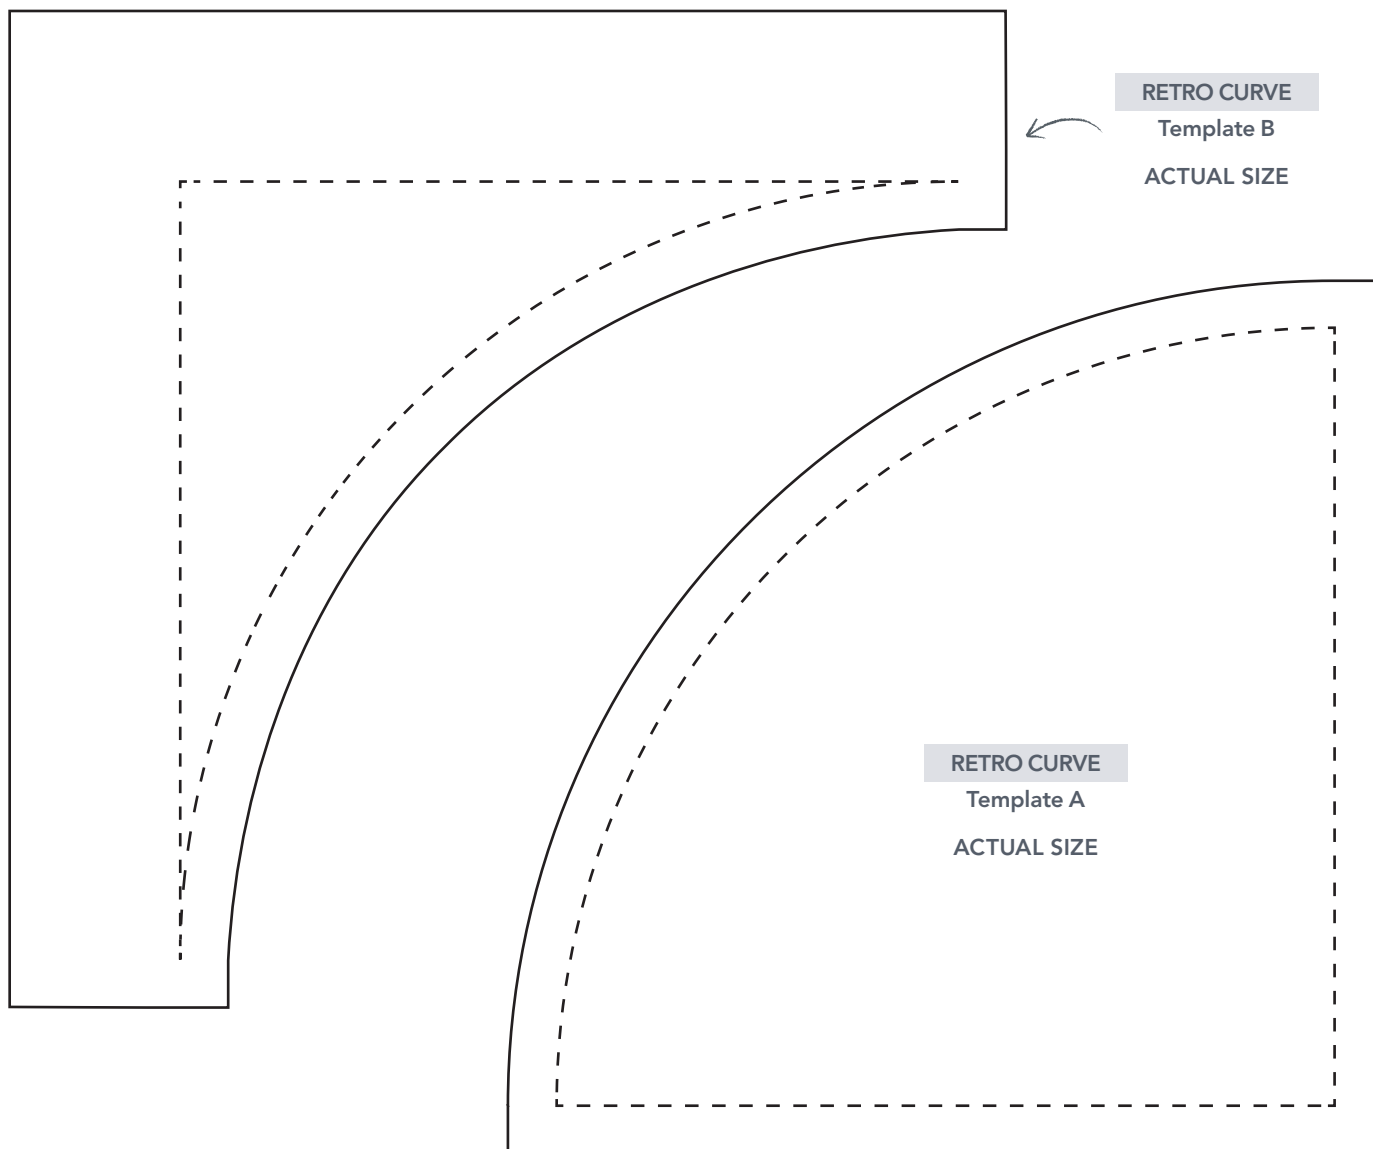 RETRO CURVE
Template B
ACTUAL SIZE
RETRO CURVE
Template A
ACTUAL SIZE